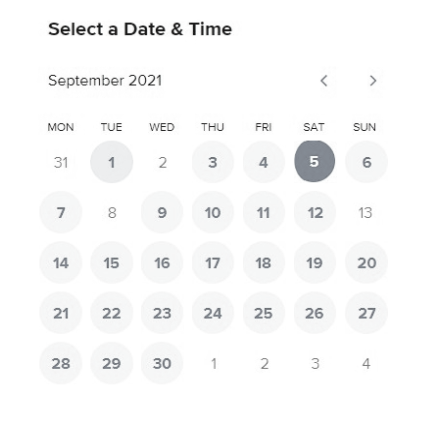 Select a Date & Time
September 2021
MON TUE WED THU FRI SAT SUN
31 1 2 3 4 5 6
7 8 9 10 11 12 13
14 15 16 17 18 19 20
21 22 23 24 25 26 27
28 29 30 1 2 3 4